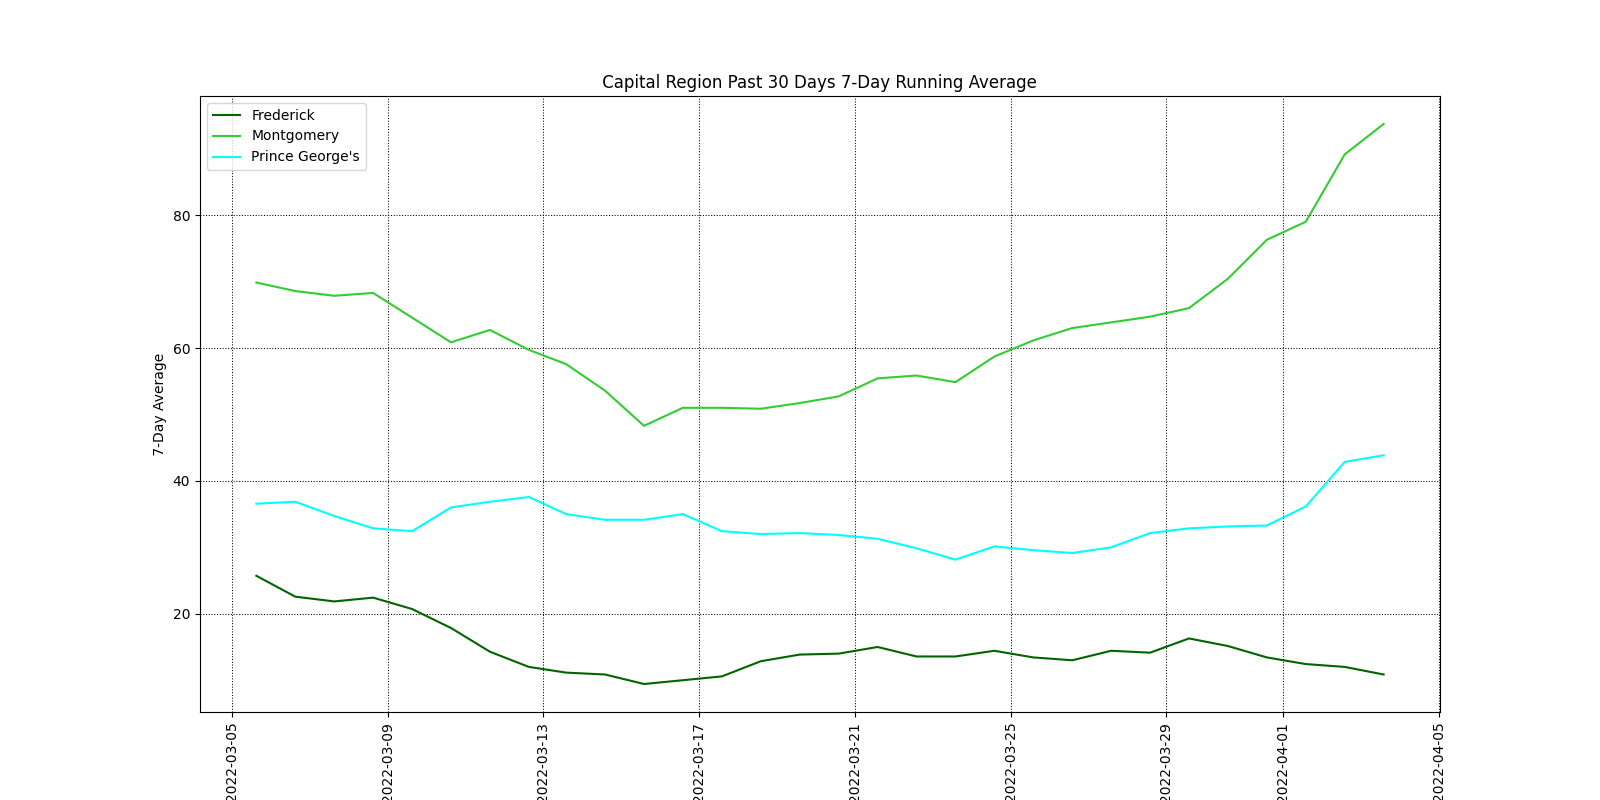 Capital Region Past 30 Days 7-Day Running Average
Frederick
Montgomery
Prince George's
7-Day Average
80
60
40
20
2022-03-05
2022-03-09
2022-03-13
2022-03-17
2022-03-21
2022-03-25
2022-03-29
2022-04-01
2022-04-05